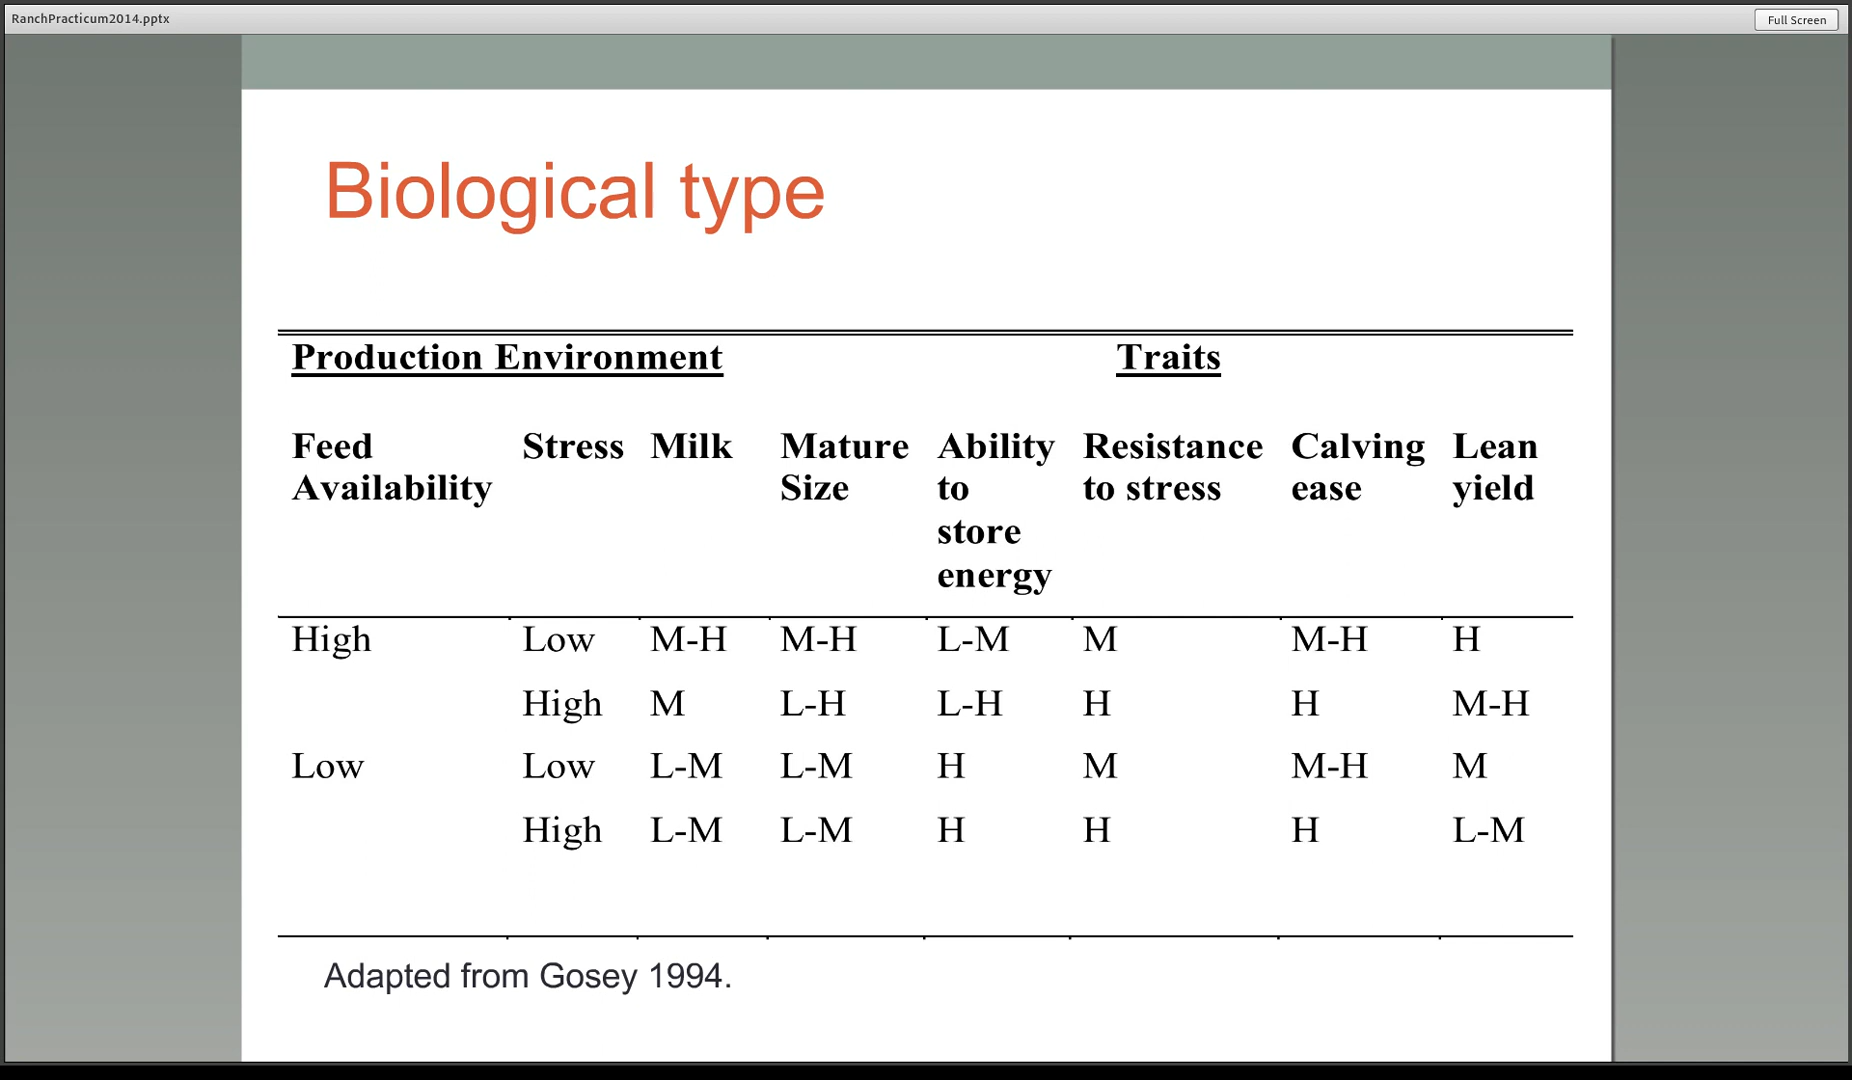 RanchPracticum2014.pptx
Full Screen
Biological type
Production Environment Traits
Feed Stress Milk Mature Ability Resistance Calving Lean
Availability Size to to stress ease yield
store
energy
High Low M-H M-H L-M M M-H H
High M L-H L-H H H M-H
Low Low L-M L-M H M M-H M
High L-M L-M H H H L-M
Adapted from Gosey 1994.